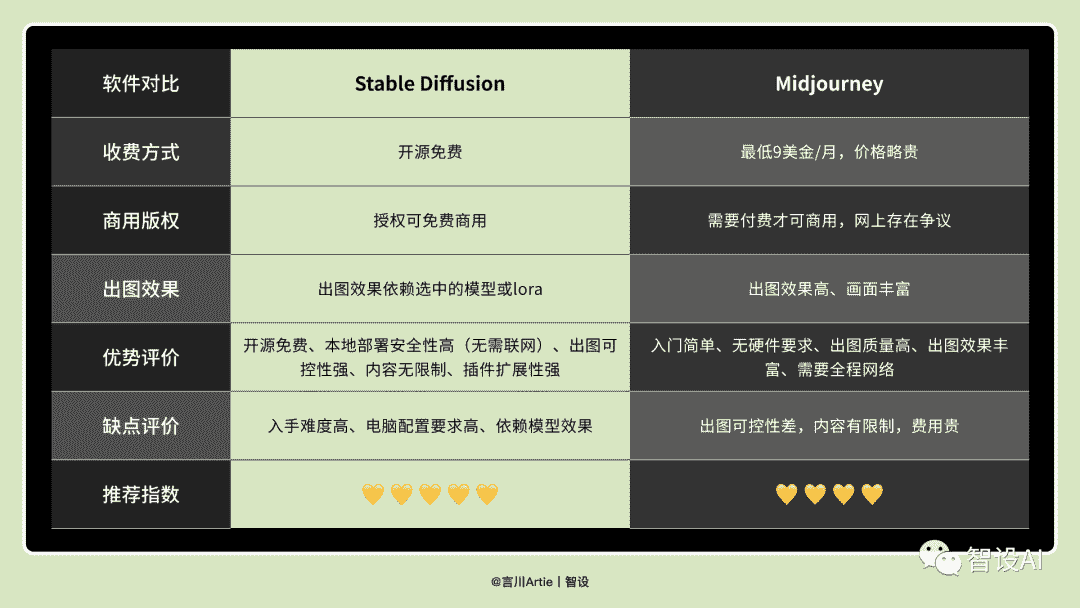 软件对比
Stable Diffusion
Midjourney
收费方式
开源免费
最低9美金/月，价格略贵
商用版权
授权可免费商用
需要付费才可商用，网上存在争议
出图效果
出图效果依赖选中的模型或lora
出图效果高、画面丰富
优势评价
开源免费、本地部署安全性高（无需联网）、出图可
控性强、内容无限制、插件扩展性强
入门简单、无硬件要求、出图质量高、出图效果丰
富、需要全程网络
缺点评价
入手难度高、电脑配置要求高、依赖模型效果
出图可控性差，内容有限制，费用贵
推荐指数
智设AI
@言川Artie丨智设